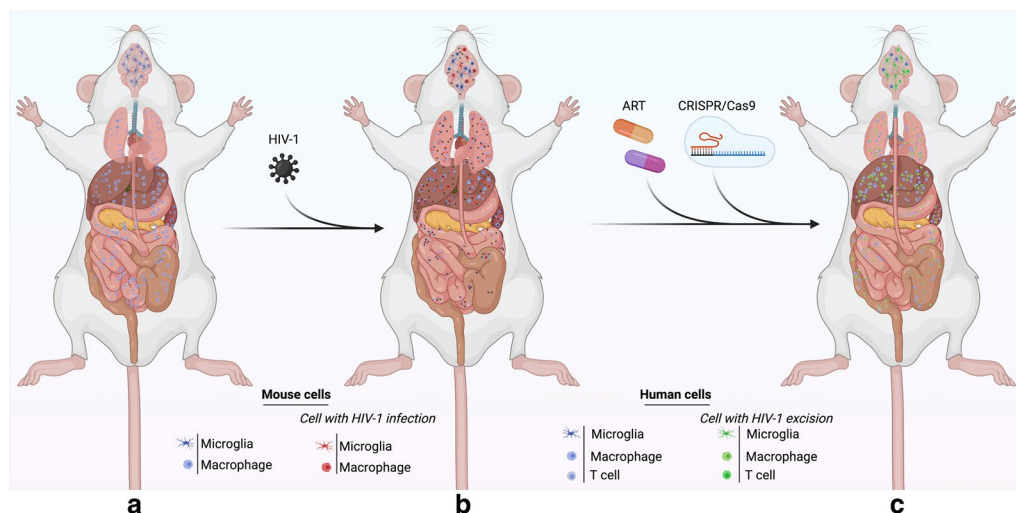 HIV-1
ART
CRISPR/Cas9
Mouse cells
Cell with HIV-1 infection
Microglia
Macrophage
Microglia
Macrophage
Human cells
Cell with HIV-1 excision
Microglia
Macrophage
T cell
Microglia
Macrophage
T cell
a
b
c